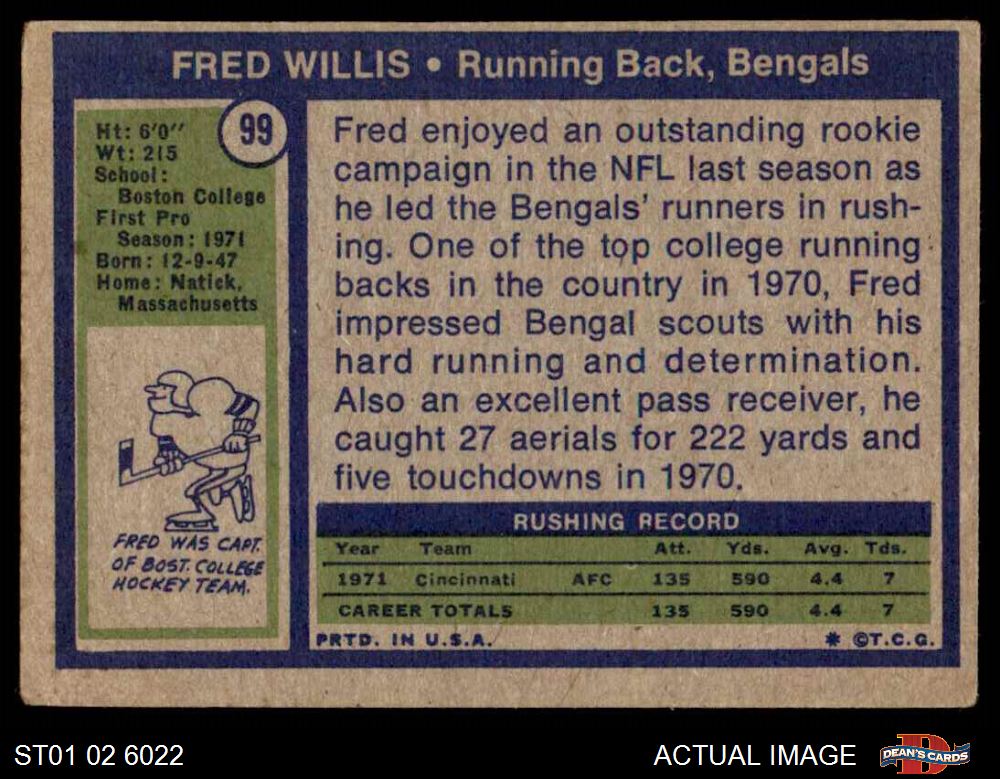 FRED WILLIS • Running Back, Bengals
99
Ht: 6'0"
Wt: 215
School:
Boston College
First Pro
Season: 1971
Born: 12-9-47
Home: Natick,
Massachusetts
FRED WAS CAPT.
OF BOST. COLLEGE
HOCKEY TEAM.
Fred enjoyed an outstanding rookie
campaign in the NFL last season as
he led the Bengals' runners in rush-
ing. One of the top college running
backs in the country in 1970, Fred
impressed Bengal scouts with his
hard running and determination.
Also an excellent pass receiver, he
caught 27 aerials for 222 yards and
five touchdowns in 1970.
RUSHING RECORD
Year Team Att. Yds. Avg. Tds.
1971 Cincinnati AFC 135 590 4.4 7
CAREER TOTALS 135 590 4.4 7
PRTD. IN U.S.A. * ©T.C.G.
ST01 02 6022 ACTUAL IMAGE
DEAN'S CARDS